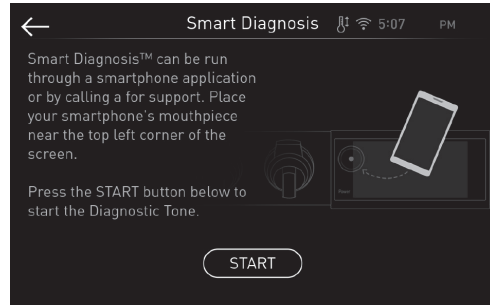 Smart Diagnosis 5:07 PM
Smart Diagnosis™ can be run
through a smartphone application
or by calling a for support. Place
your smartphone's mouthpiece
near the top left corner of the
screen.
Press the START button below to
start the Diagnostic Tone.
START